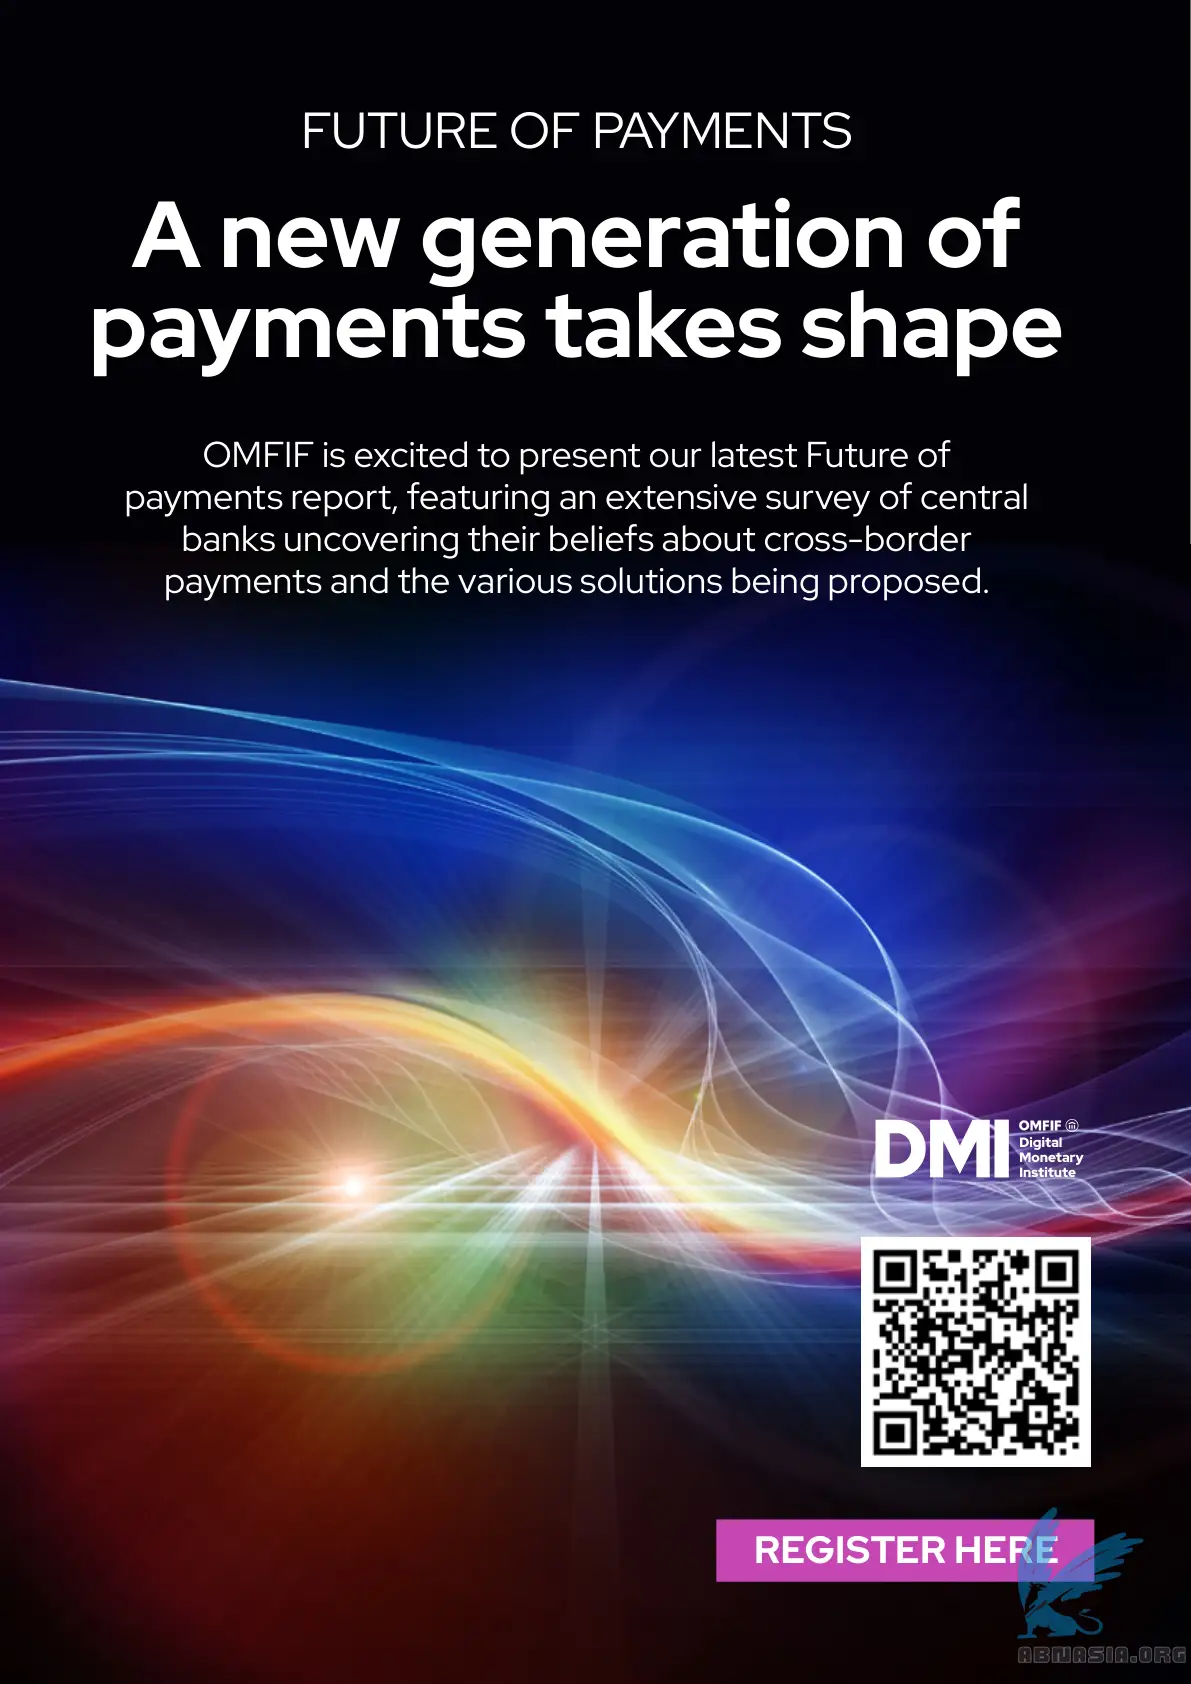 FUTURE OF PAYMENTS
A new generation of
payments takes shape
OMFIF is excited to present our latest Future of
payments report, featuring an extensive survey of central
banks uncovering their beliefs about cross-border
payments and the various solutions being proposed.
DMI
OMFIF
Digital
Monetary
Institute
REGISTER HERE
ABNASIA.ORG